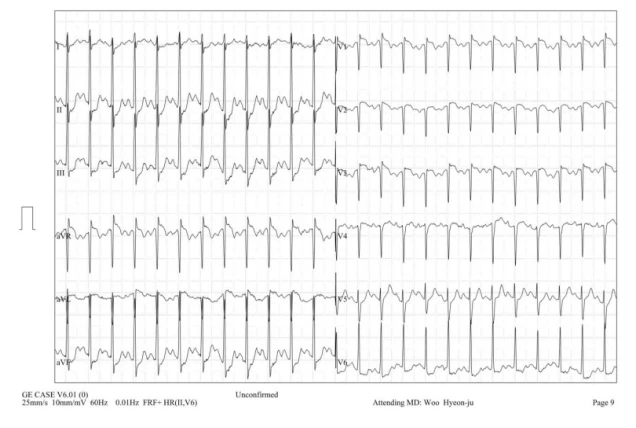 I V1
II V2
III V3
aVR V4
aVL V5
aVF V6
GE CASE V6.01 (0) Unconfirmed
25mm/s 10mm/mV 60Hz 0.01Hz FRF+ HR(II,V6) Attending MD: Woo Hyeon-ju Page 9